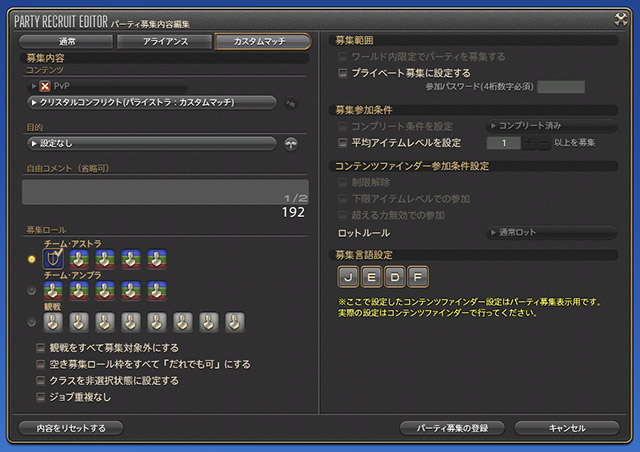 PARTY RECRUIT EDITOR パーティ募集内容編集
通常
アライアンス
カスタムマッチ
募集内容
コンテンツ
PvP
クリスタルコンフリクト(パライストラ：カスタムマッチ)
目的
設定なし
自由コメント（省略可）
1/2
192
募集ロール
チーム・アストラ
チーム・アンブラ
観戦
観戦をすべて募集対象外にする
空き募集ロール枠をすべて「だれでも可」にする
クラスを非選択状態に設定する
ジョブ重複なし
内容をリセットする
募集範囲
ワールド内限定でパーティを募集する
プライベート募集に設定する
参加パスワード(4桁数字必須)
募集参加条件
コンプリート条件を設定
コンプリート済み
平均アイテムレベルを設定
1
以上を募集
コンテンツファインダー参加条件設定
制限解除
下限アイテムレベルでの参加
超える力無効での参加
ロットルール
通常ロット
募集言語設定
J E D F
※ここで設定したコンテンツファインダー設定はパーティ募集表示用です。
実際の設定はコンテンツファインダーで行ってください。
パーティ募集の登録
キャンセル